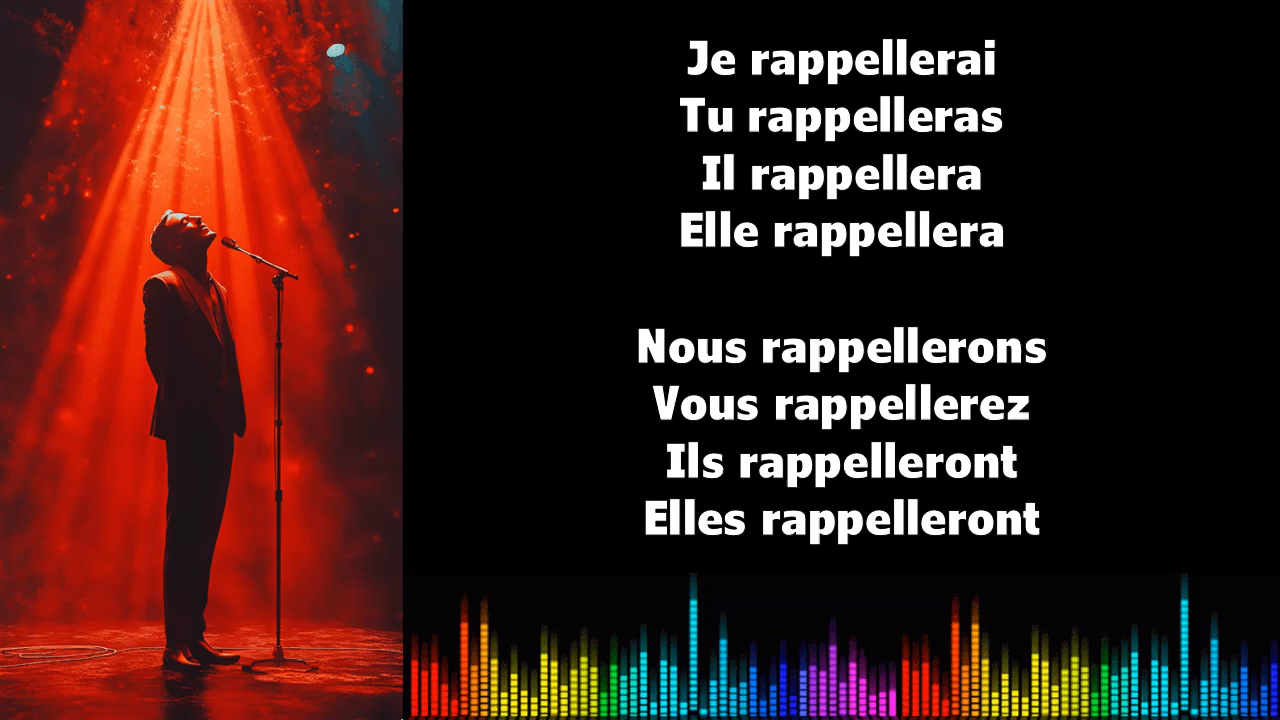 Je rappellerai
Tu rappelleras
Il rappellera
Elle rappellera
Nous rappellerons
Vous rappellerez
Ils rappelleront
Elles rappelleront